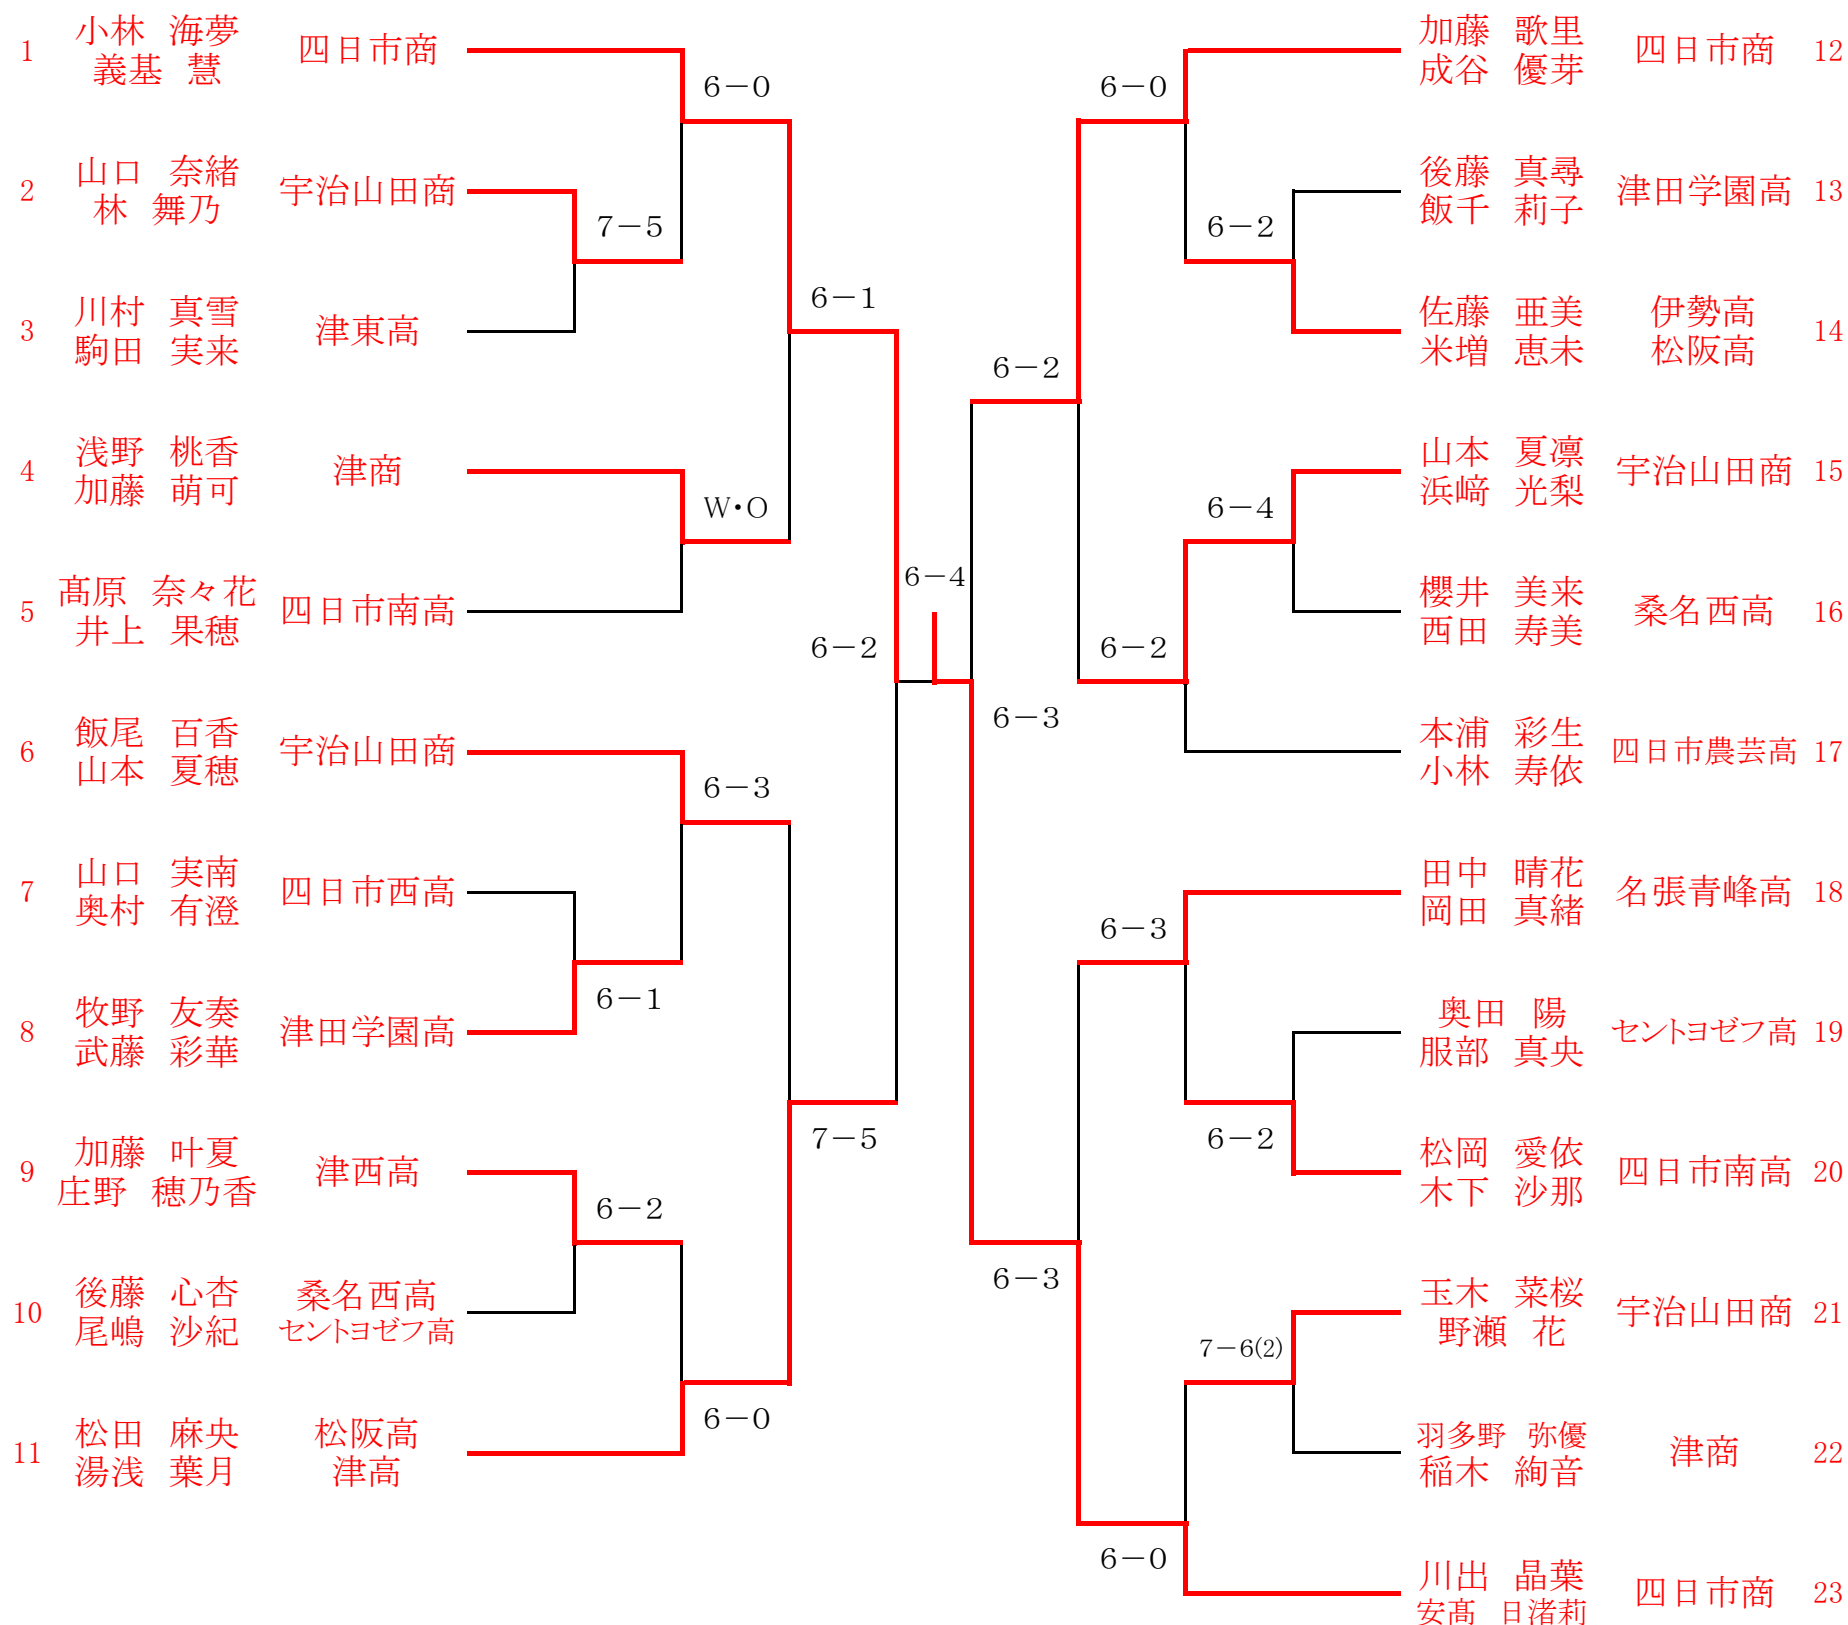 1 小林 海夢 四日市商
義基 慧
6－0
2 山口 奈緒 宇治山田商
林 舞乃
7－5
6－1
3 川村 真雪 津東高
駒田 実来
4 浅野 桃香 津商
加藤 萌可
W・O
5 髙原 奈々花 四日市南高
井上 果穂
6－2
6－4
6 飯尾 百香 宇治山田商
山本 夏穂
6－3
7 山口 実南 四日市西高
奥村 有澄
6－1
8 牧野 友奏 津田学園高
武藤 彩華
7－5
9 加藤 叶夏 津西高
庄野 穂乃香
6－2
10 後藤 心杏 桑名西高
尾嶋 沙紀 セントヨゼフ高
6－0
11 松田 麻央 松阪高
湯浅 葉月 津高
加藤 歌里 四日市商 12
成谷 優芽
6－0
後藤 真尋 津田学園高 13
飯千 莉子
6－2
佐藤 亜美 伊勢高 14
米増 恵未 松阪高
6－2
山本 夏凛 宇治山田商 15
浜﨑 光梨
6－4
櫻井 美来 桑名西高 16
西田 寿美
6－2
6－3
本浦 彩生 四日市農芸高 17
小林 寿依
田中 晴花 名張青峰高 18
岡田 真緒
6－3
奥田 陽 セントヨゼフ高 19
服部 真央
6－2
松岡 愛依 四日市南高 20
木下 沙那
6－3
玉木 菜桜 宇治山田商 21
野瀬 花
7－6(2)
羽多野 弥優 津商 22
稲木 絢音
6－0
川出 晶葉 四日市商 23
安髙 日渚莉